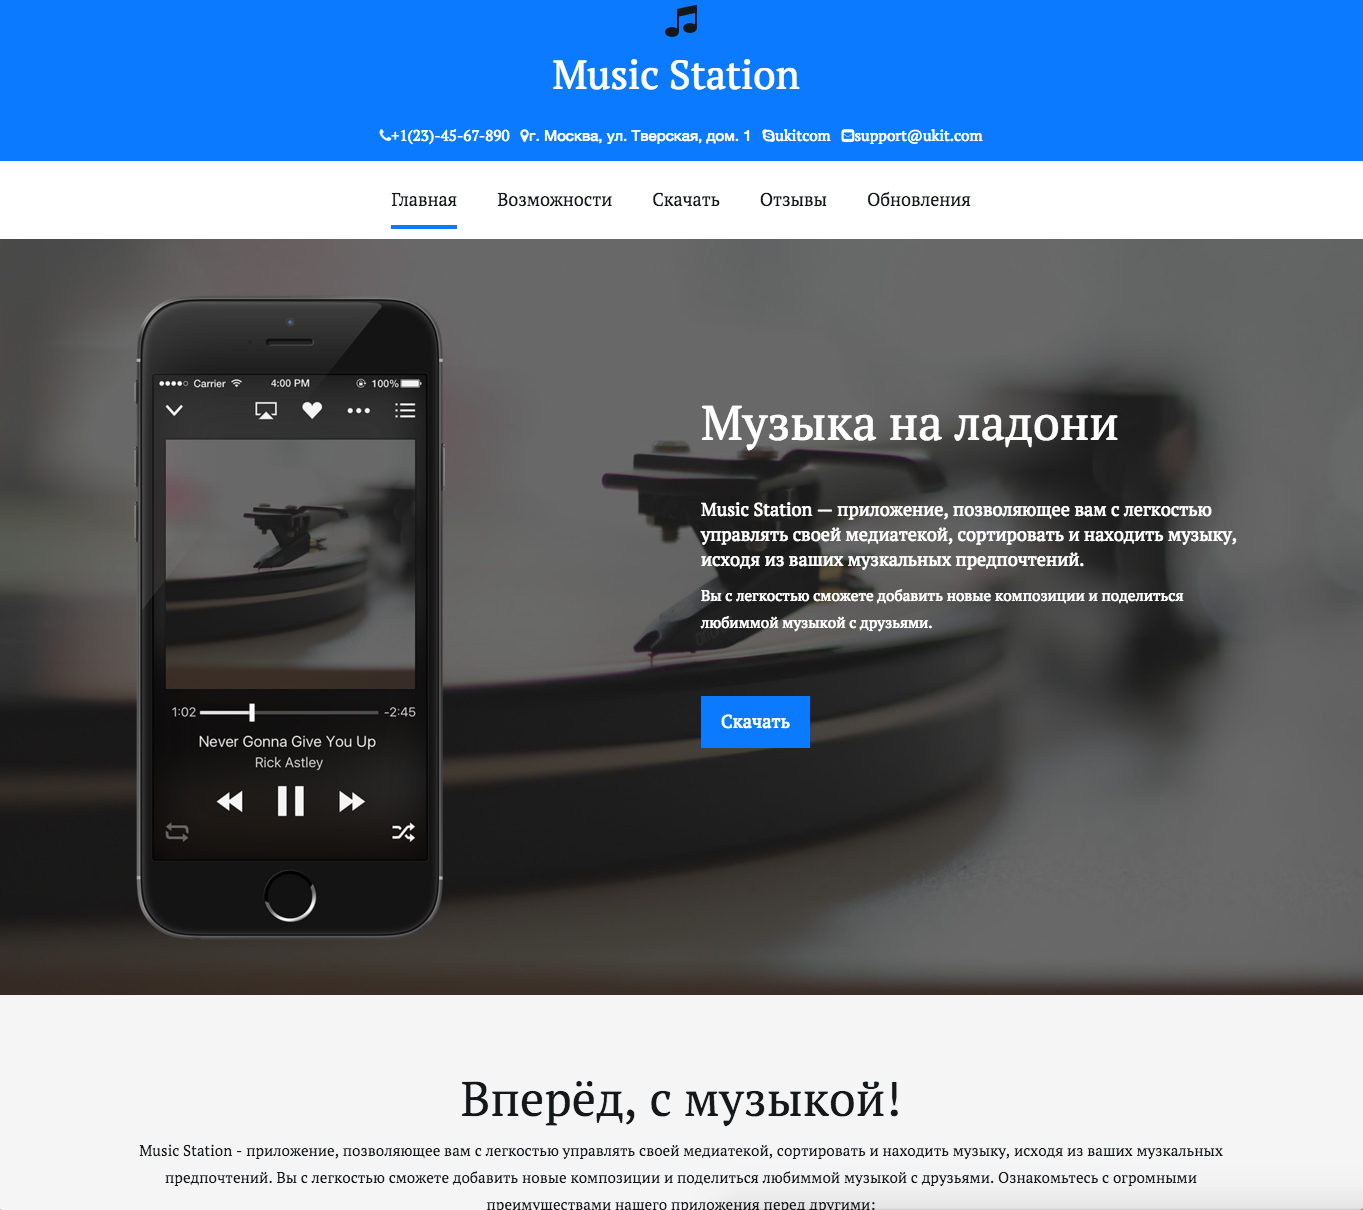 Music Station
+1(23)-45-67-890 г. Москва, ул. Тверская, дом. 1 ukitcom support@ukit.com
Главная Возможности Скачать Отзывы Обновления
Carrier 4:00 PM 100%
1:02 -2:45
Never Gonna Give You Up
Rick Astley
Музыка на ладони
Music Station — приложение, позволяющее вам с легкостью
управлять своей медиатекой, сортировать и находить музыку,
исходя из ваших музкальных предпочтений.
Вы с легкостью сможете добавить новые композиции и поделиться
любиммой музыкой с друзьями.
Скачать
Вперёд, с музыкой!
Music Station - приложение, позволяющее вам с легкостью управлять своей медиатекой, сортировать и находить музыку, исходя из ваших музкальных
предпочтений. Вы с легкостью сможете добавить новые композиции и поделиться любиммой музыкой с друзьями. Ознакомьтесь с огромными
преимуществами нашего приложения перед другими: